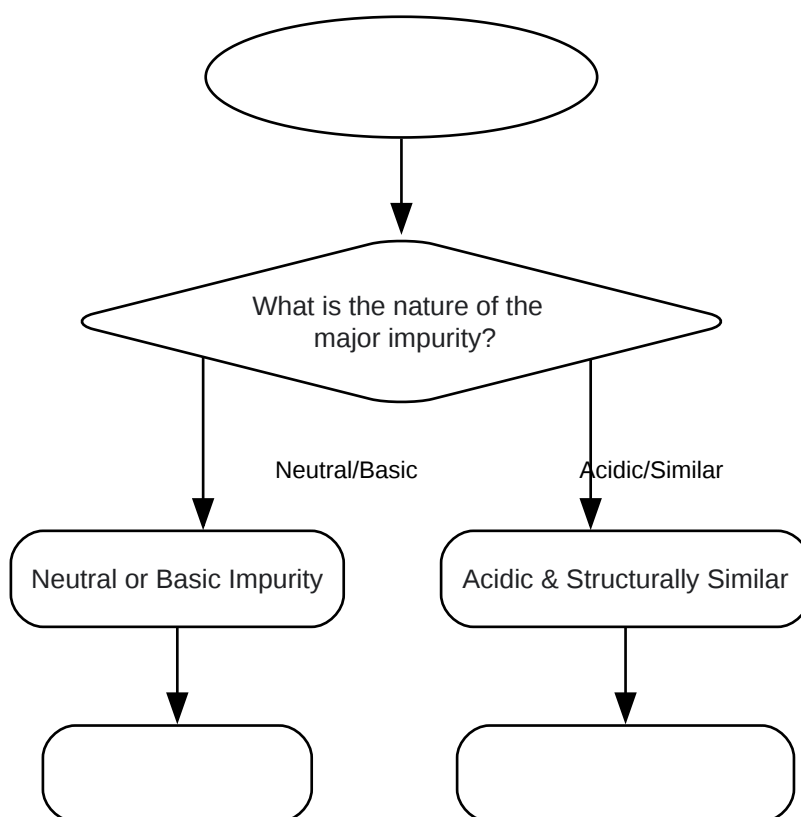 What is the nature of the
major impurity?
Neutral/Basic
Acidic/Similar
Neutral or Basic Impurity
Acidic & Structurally Similar